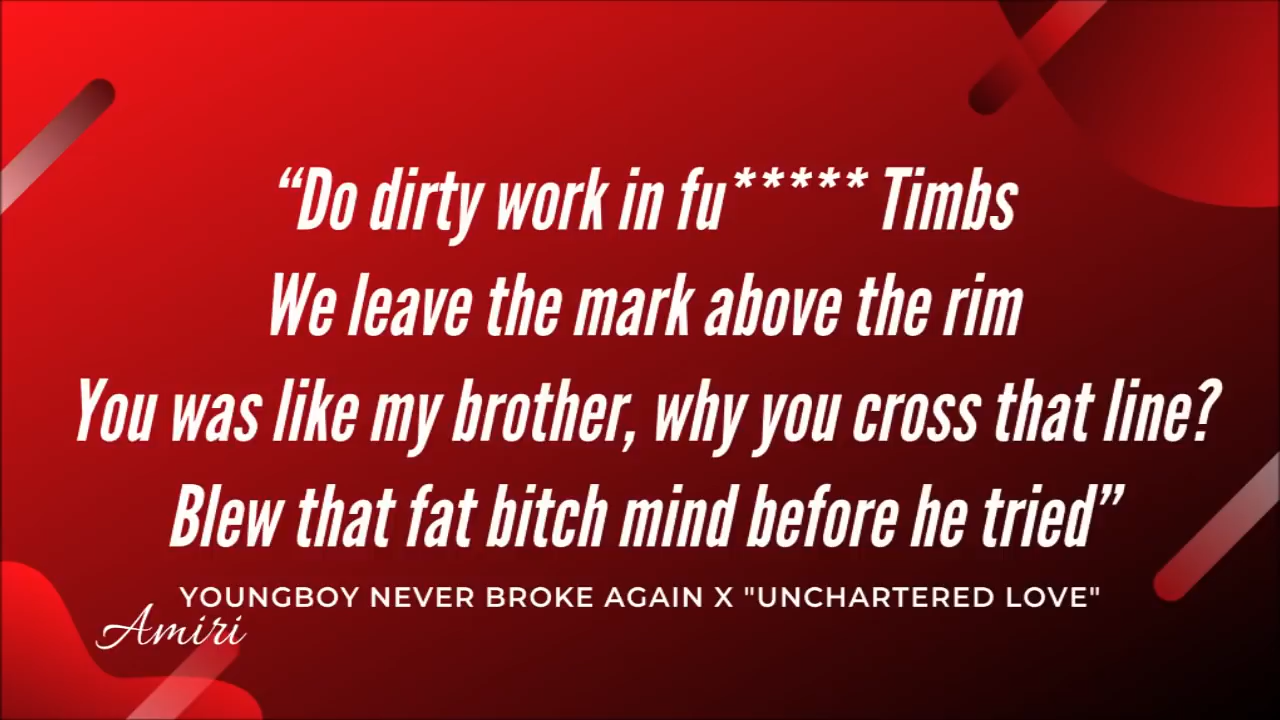 “Do dirty work in fu***** Timbs
We leave the mark above the rim
You was like my brother, why you cross that line?
Blew that fat bitch mind before he tried”
YOUNGBOY NEVER BROKE AGAIN X "UNCHARTERED LOVE"
Amiri